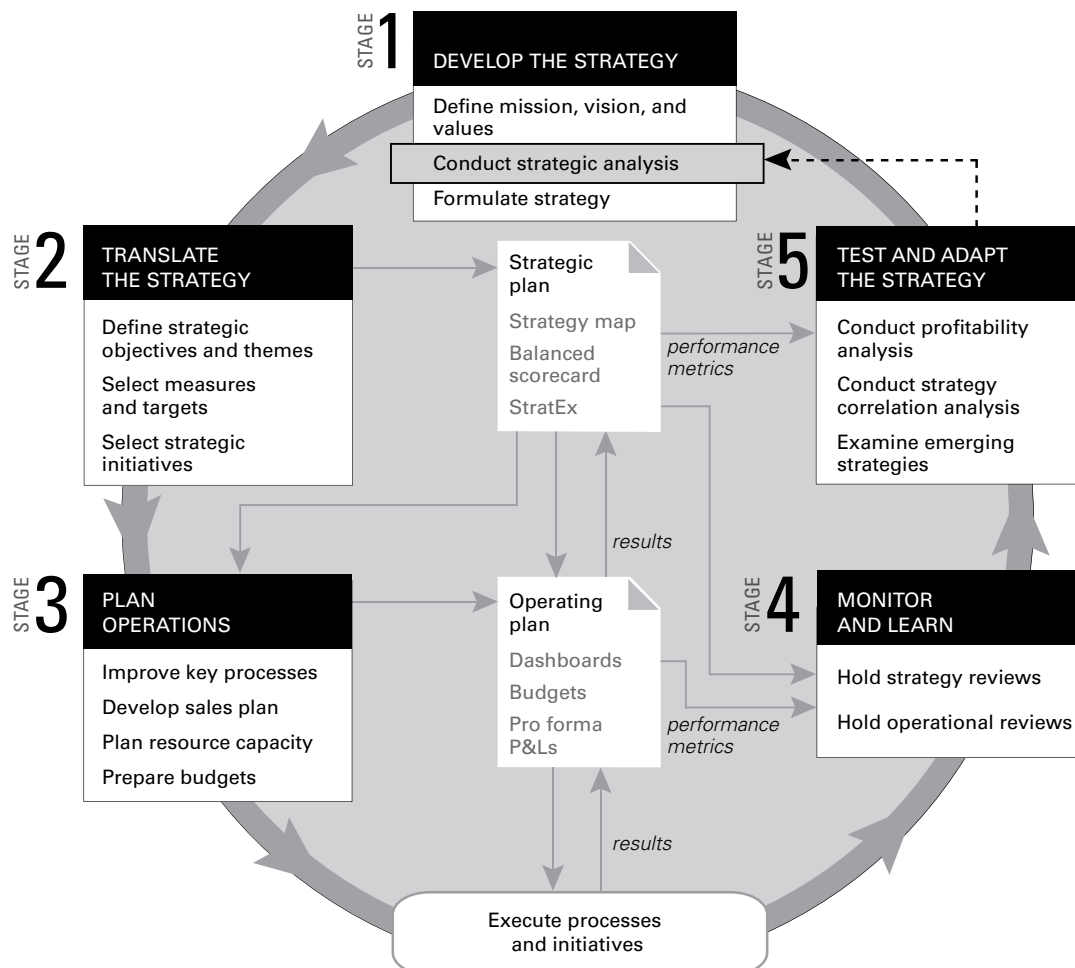 STAGE 1
DEVELOP THE STRATEGY
Define mission, vision, and
values
Conduct strategic analysis
Formulate strategy
STAGE 2
TRANSLATE
THE STRATEGY
Define strategic
objectives and themes
Select measures
and targets
Select strategic
initiatives
Strategic
plan
Strategy map
Balanced
scorecard
StratEx
performance
metrics
STAGE 5
TEST AND ADAPT
THE STRATEGY
Conduct profitability
analysis
Conduct strategy
correlation analysis
Examine emerging
strategies
results
STAGE 3
PLAN
OPERATIONS
Improve key processes
Develop sales plan
Plan resource capacity
Prepare budgets
Operating
plan
Dashboards
Budgets
Pro forma
P&Ls
performance
metrics
STAGE 4
MONITOR
AND LEARN
Hold strategy reviews
Hold operational reviews
results
Execute processes
and initiatives